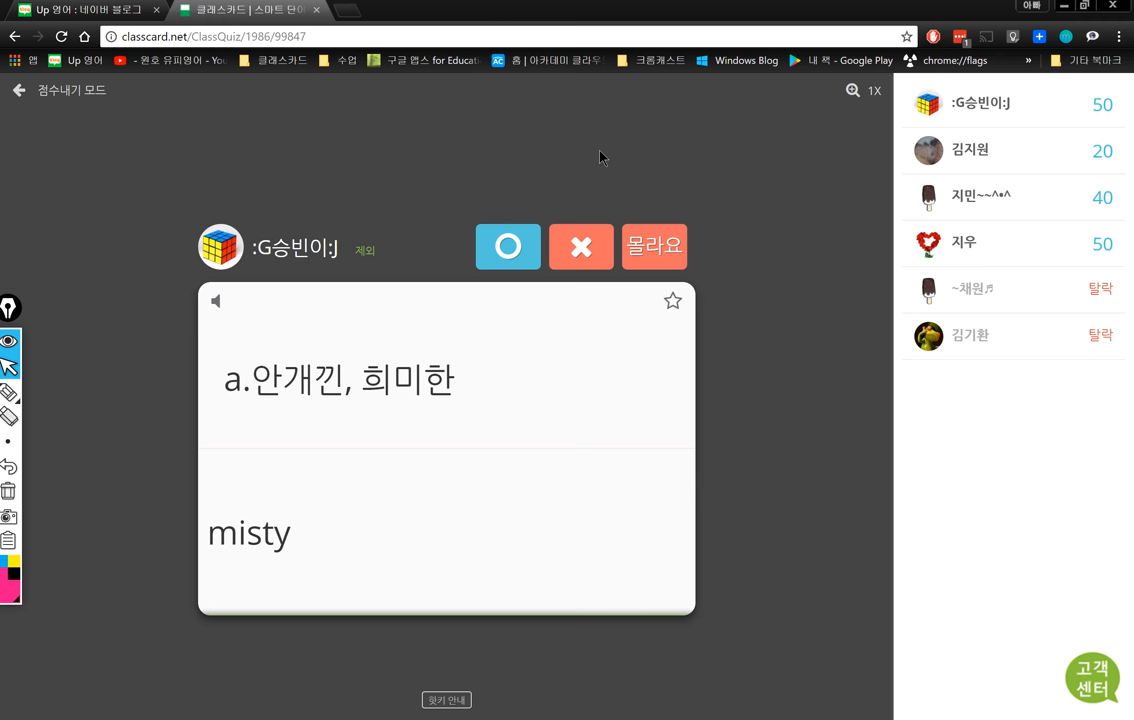 Up 영어 : 네이버 블로그
클래스카드 | 스마트 단어
아빠
classcard.net/ClassQuiz/1986/99847
앱
Up 영어
- 원호 유피영어 - You
클래스카드
수업
구글 앱스 for Educati
홈 | 아카데미 클라우드
크롬캐스트
Windows Blog
내 책 - Google Play
chrome://flags
»
기타 북마크
점수내기 모드
1X
:G승빈이:J
제외
몰라요
a.안개낀, 희미한
misty
핫키 안내
:G승빈이:J 50
김지원 20
지민~~^•^ 40
지우 50
~채원♬ 탈락
김기환 탈락
고객
센터